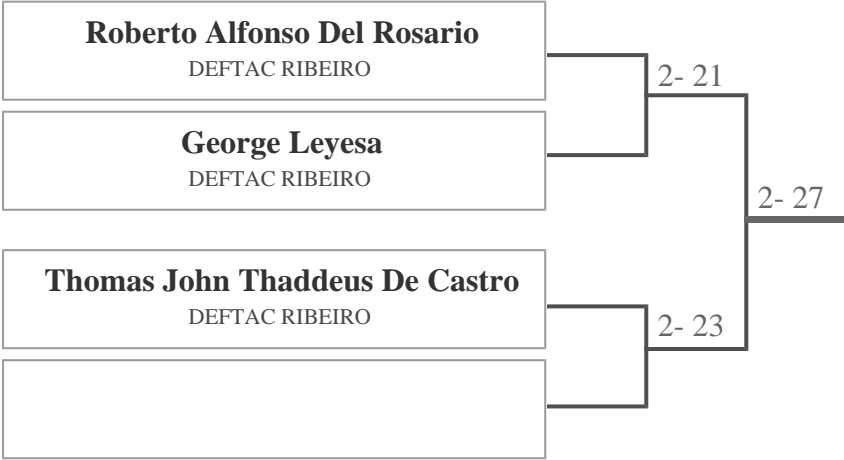 Roberto Alfonso Del Rosario
DEFTAC RIBEIRO
2- 21
George Leyesa
DEFTAC RIBEIRO
2- 27
Thomas John Thaddeus De Castro
DEFTAC RIBEIRO
2- 23